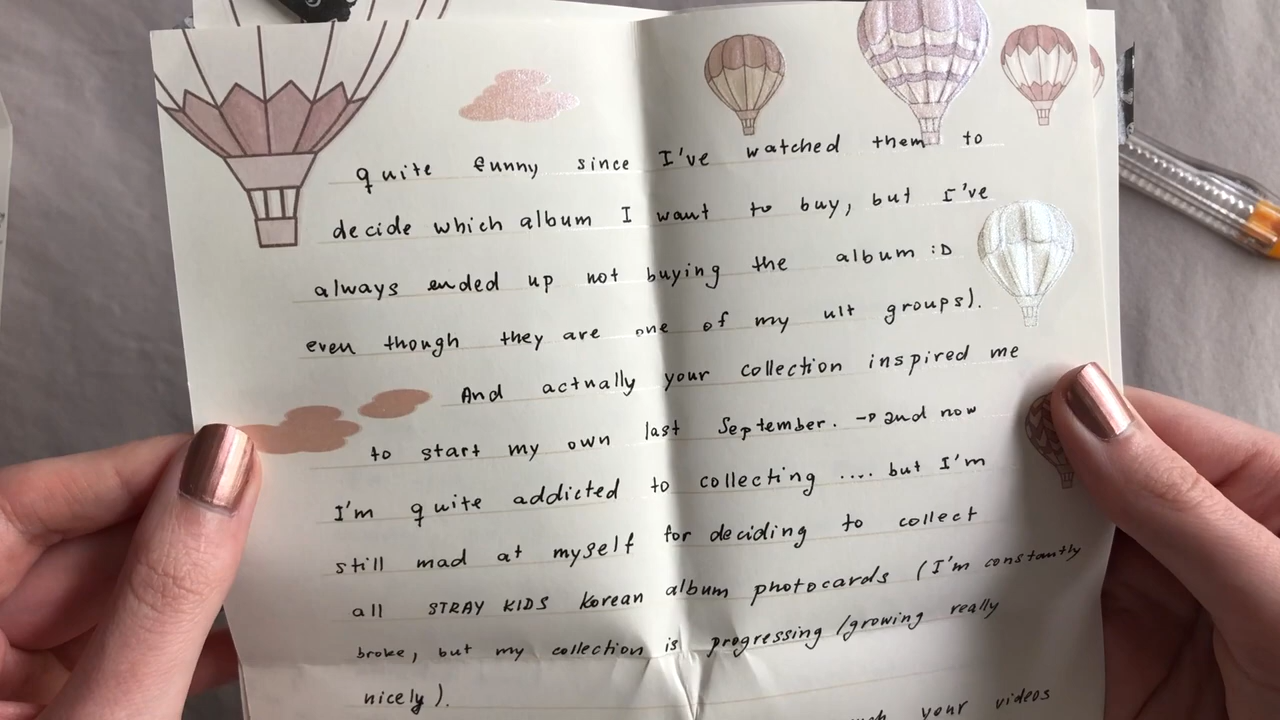 quite funny since I've watched them to
decide which album I want to buy, but I've
always ended up not buying the album :D
even though they are one of my ult groups).
And actually your collection inspired me
to start my own last September. → and now
I'm quite addicted to collecting .... but I'm
still mad at myself for deciding to collect
all STRAY KIDS Korean album photocards (I'm constantly
broke, but my collection is progressing /growing really
nicely).
your videos